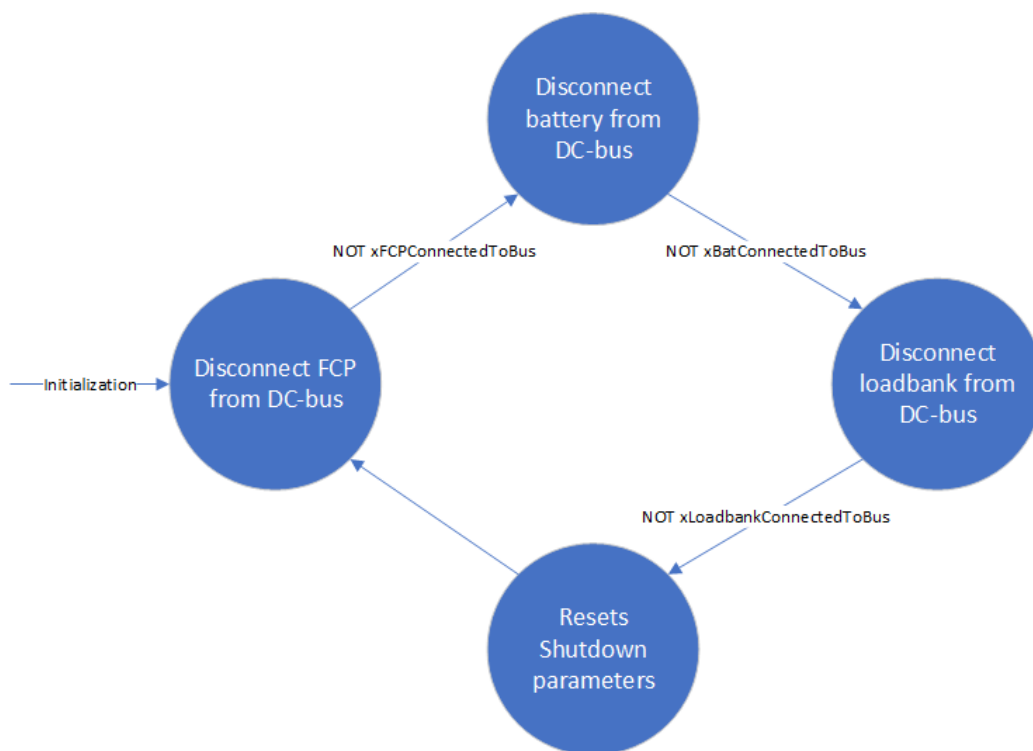 Disconnect
battery from
DC-bus
NOT xFCPConnectedToBus
NOT xBatConnectedToBus
Initialization
Disconnect FCP
from DC-bus
Disconnect
loadbank from
DC-bus
NOT xLoadbankConnectedToBus
Resets
Shutdown
parameters